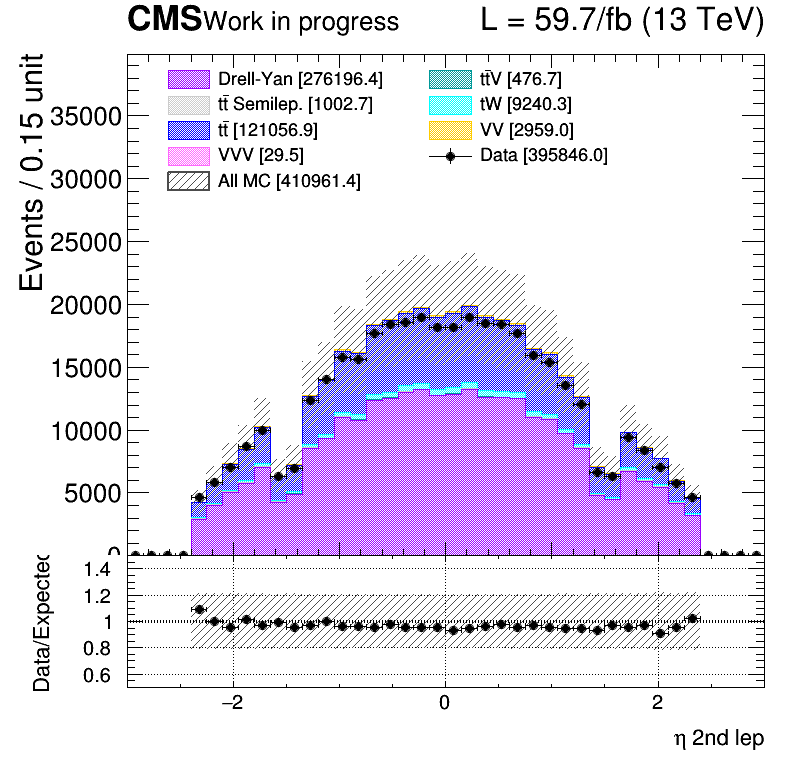 CMS Work in progress L = 59.7/fb (13 TeV)
Events / 0.15 unit
Drell-Yan [276196.4]
tt̄V [476.7]
tt̄ Semilep. [1002.7]
tW [9240.3]
tt̄ [121056.9]
VV [2959.0]
VVV [29.5]
Data [395846.0]
All MC [410961.4]
35000
30000
25000
20000
15000
10000
5000
0
Data/Expected
1.4
1.2
1
0.8
0.6
−2 0 2
η 2nd lep